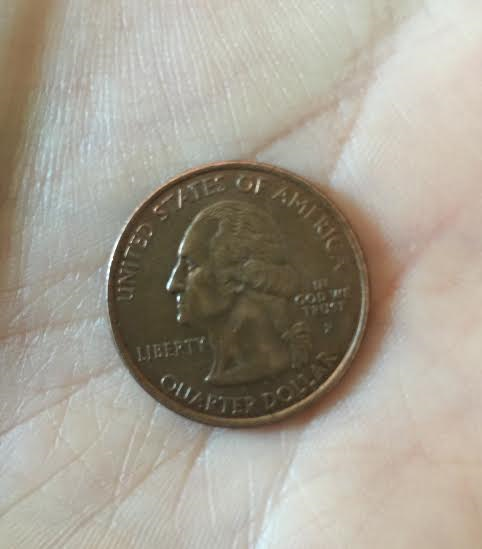 UNITED STATES OF AMERICA
IN
GOD WE
TRUST
P
LIBERTY
QUARTER DOLLAR